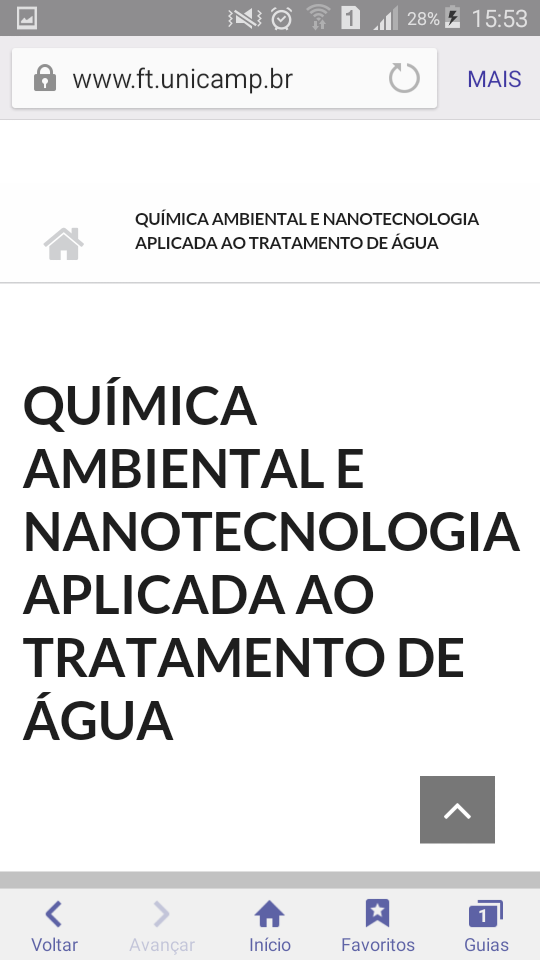 1 28% 15:53
www.ft.unicamp.br MAIS
QUÍMICA AMBIENTAL E NANOTECNOLOGIA
APLICADA AO TRATAMENTO DE ÁGUA
QUÍMICA
AMBIENTAL E
NANOTECNOLOGIA
APLICADA AO
TRATAMENTO DE
ÁGUA
1
Voltar Avançar Início Favoritos Guias